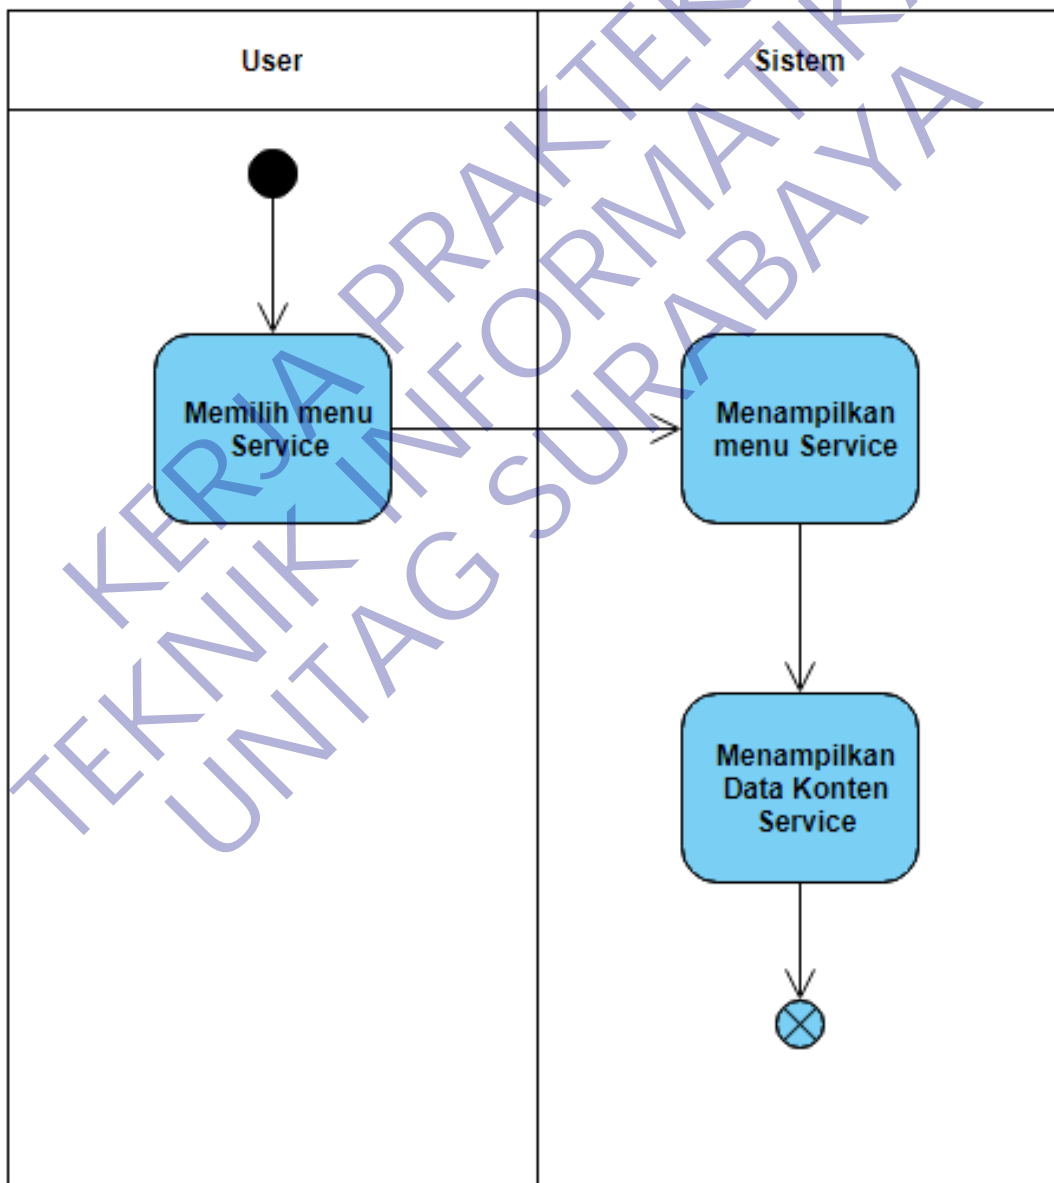 User
Sistem
Memilih menu
Service
Menampilkan
menu Service
Menampilkan
Data Konten
Service
KERJA PRAKTEK
TEKNIK INFORMATIKA
UNTAG SURABAYA